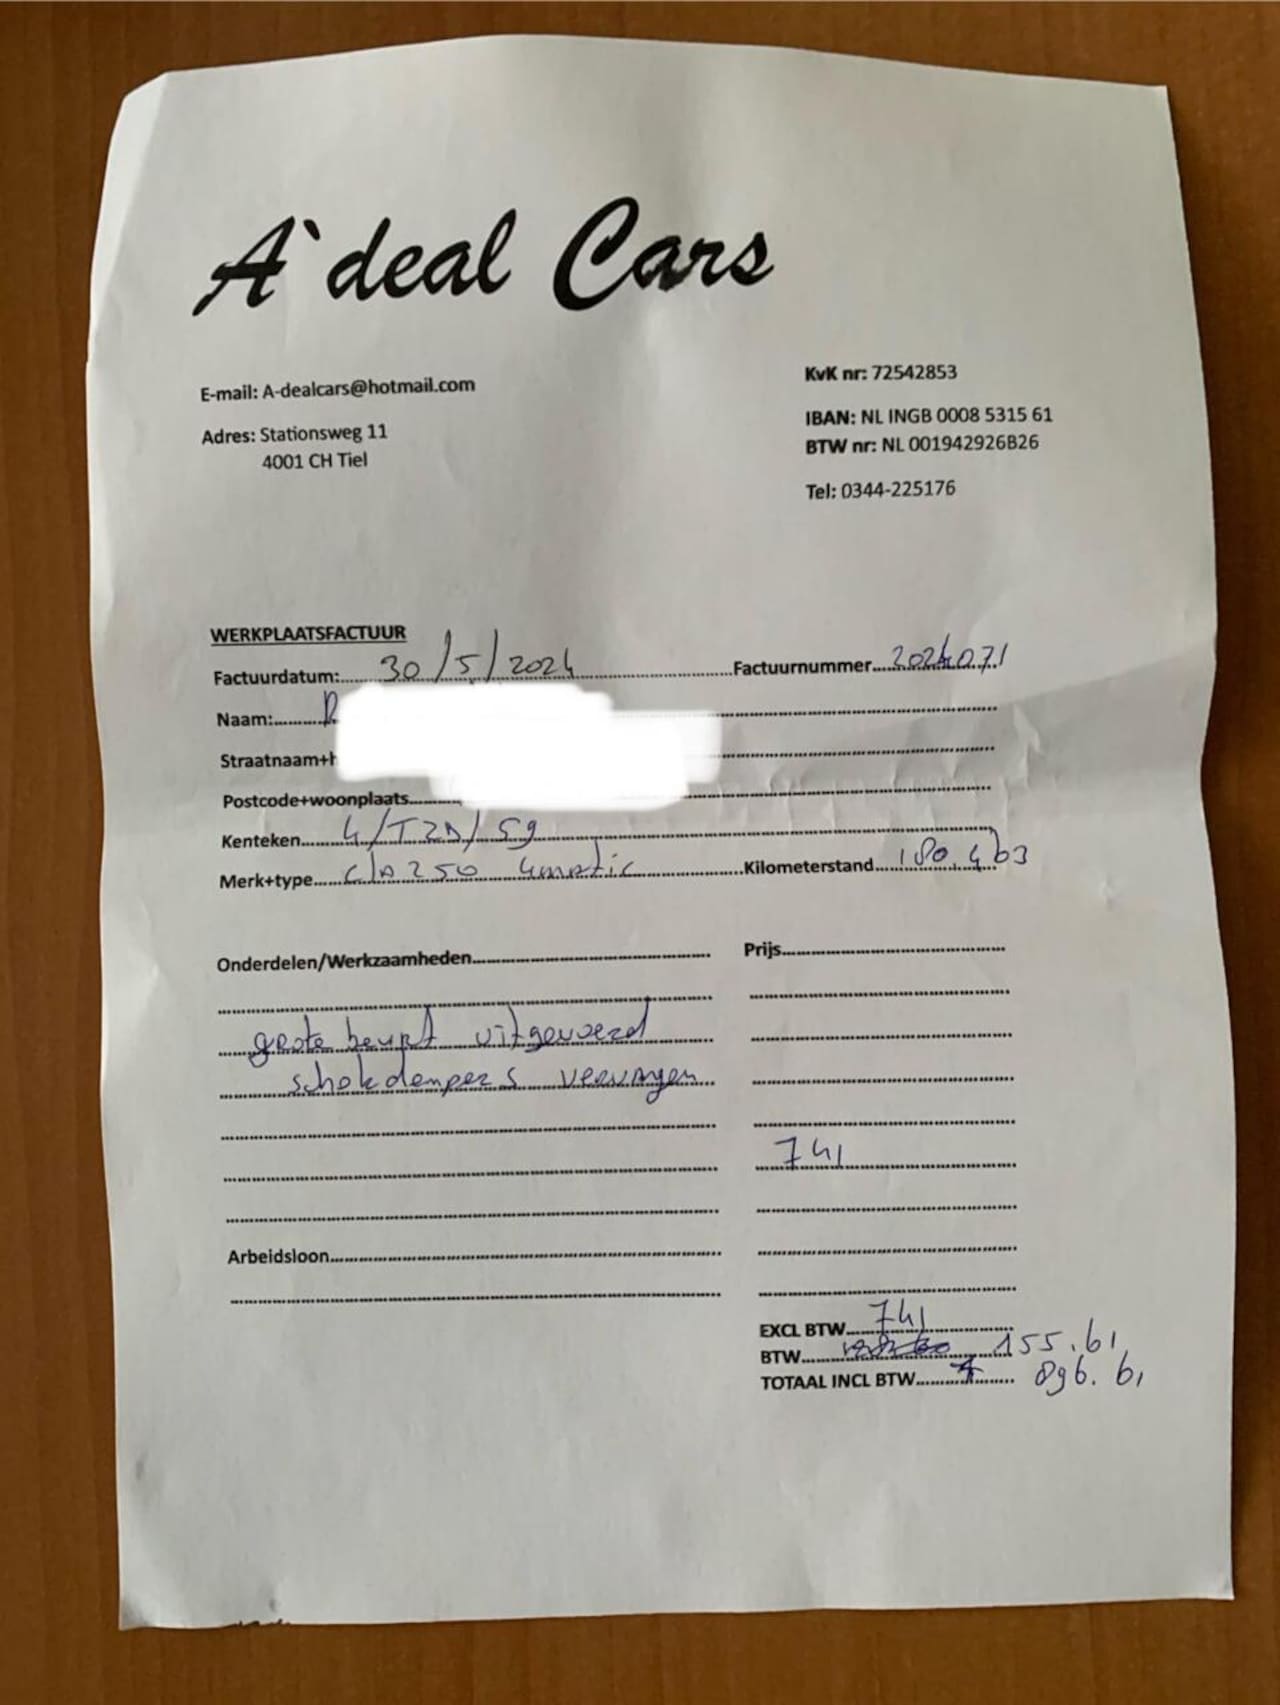 A`deal Cars
E-mail: A-dealcars@hotmail.com
Adres: Stationsweg 11
4001 CH Tiel
KvK nr: 72542853
IBAN: NL INGB 0008 5315 61
BTW nr: NL 001942926B26
Tel: 0344-225176
WERKPLAATSFACTUUR
Factuurdatum: 30/5/2024 Factuurnummer 2024071
Naam:
Straatnaam+h
Postcode+woonplaats
Kenteken 4/TZD/59
Merk+type CLA 250 4matic Kilometerstand 180.463
Onderdelen/Werkzaamheden Prijs
grote beurt uitgevoerd
schokdempers vervangen
741
Arbeidsloon
EXCL BTW 741
BTW 155.61
TOTAAL INCL BTW 896.61